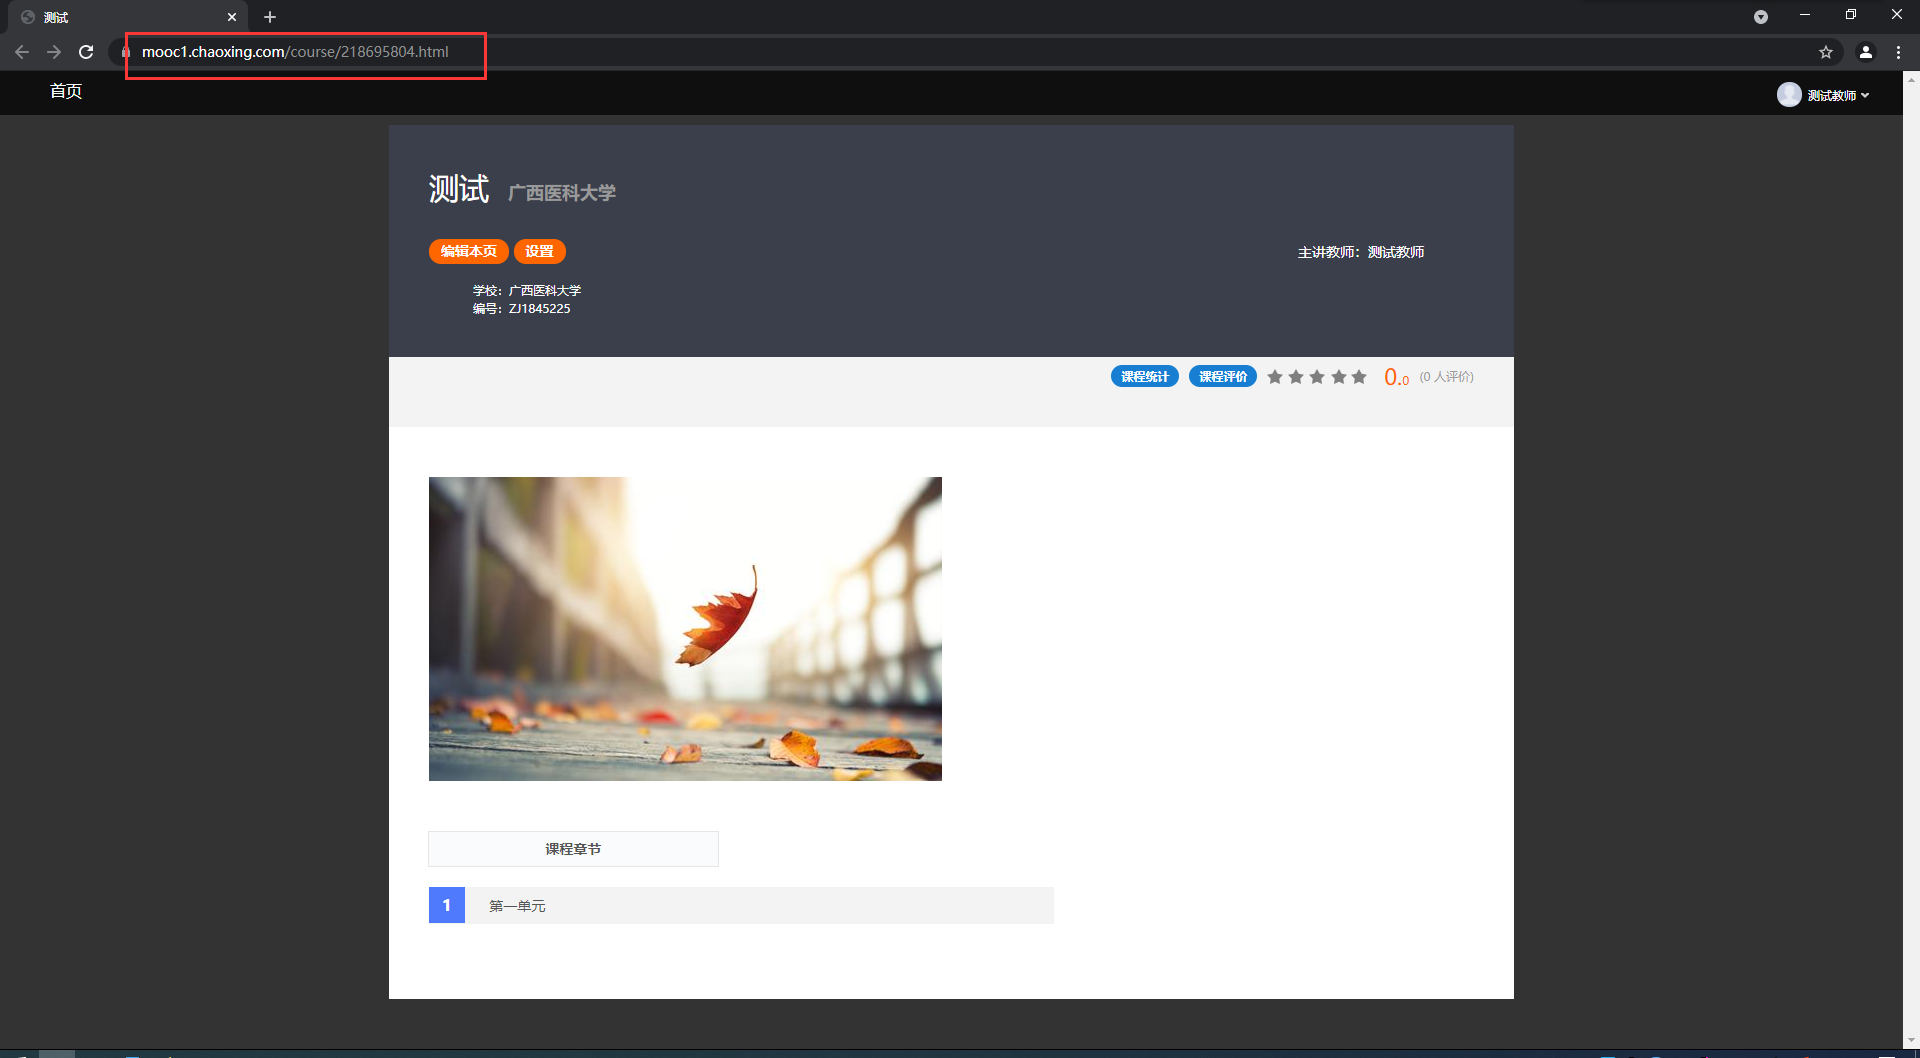 测试
mooc1.chaoxing.com/course/218695804.html
首页
测试教师
测试 广西医科大学
编辑本页 设置
主讲教师：测试教师
学校：广西医科大学
编号：ZJ1845225
课程统计 课程评价 0.0 (0 人评价)
课程章节
1 第一单元